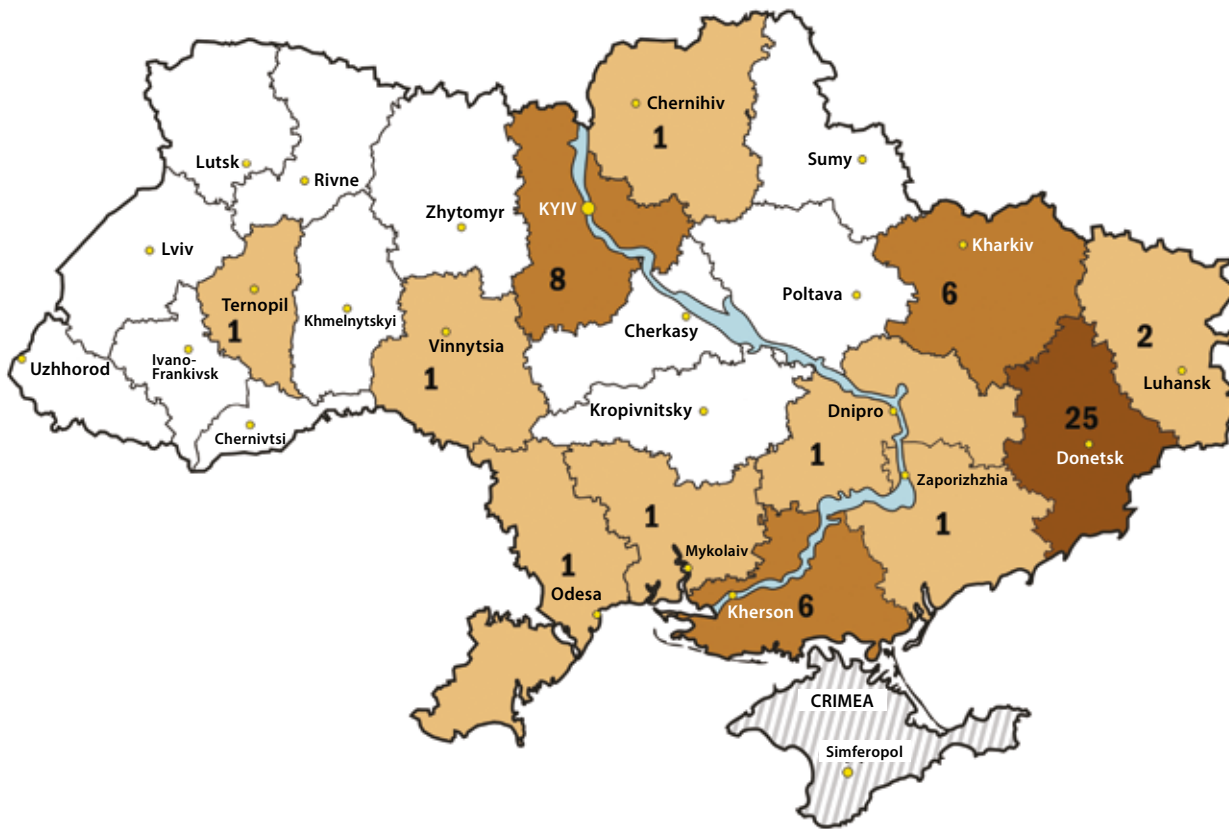 Chernihiv
1
Lutsk
Rivne
Sumy
Zhytomyr
KYIV
8
Lviv
Kharkiv
6
Ternopil
1
Khmelnytskyi
Poltava
Cherkasy
2
Luhansk
Uzhhorod
Ivano-
Frankivsk
Vinnytsia
1
Chernivtsi
Kropivnitsky
Dnipro
1
25
Donetsk
Zaporizhzhia
1
1
Mykolaiv
1
Odesa
Kherson
6
CRIMEA
Simferopol